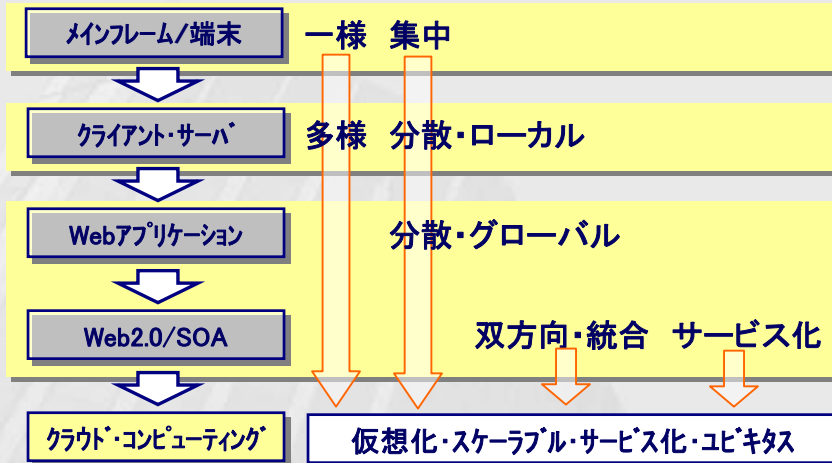 ﾒｲﾝﾌﾚｰﾑ/端末 一様 集中
ｸﾗｲｱﾝﾄ･ｻｰﾊﾞ 多様 分散･ローカル
Webｱﾌﾟﾘｹｰｼｮﾝ 分散･グローバル
Web2.0/SOA 双方向･統合 サービス化
ｸﾗｳﾄﾞ･ｺﾝﾋﾟｭｰﾃｨﾝｸﾞ 仮想化･ｽｹｰﾗﾌﾞﾙ･ｻｰﾋﾞｽ化･ﾕﾋﾞｷﾀｽ